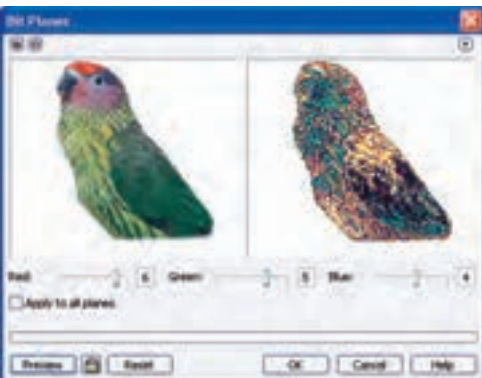 Bit Planes
Red: 6 Green: 5 Blue: 4
Apply to all planes
Preview Reset OK Cancel Help